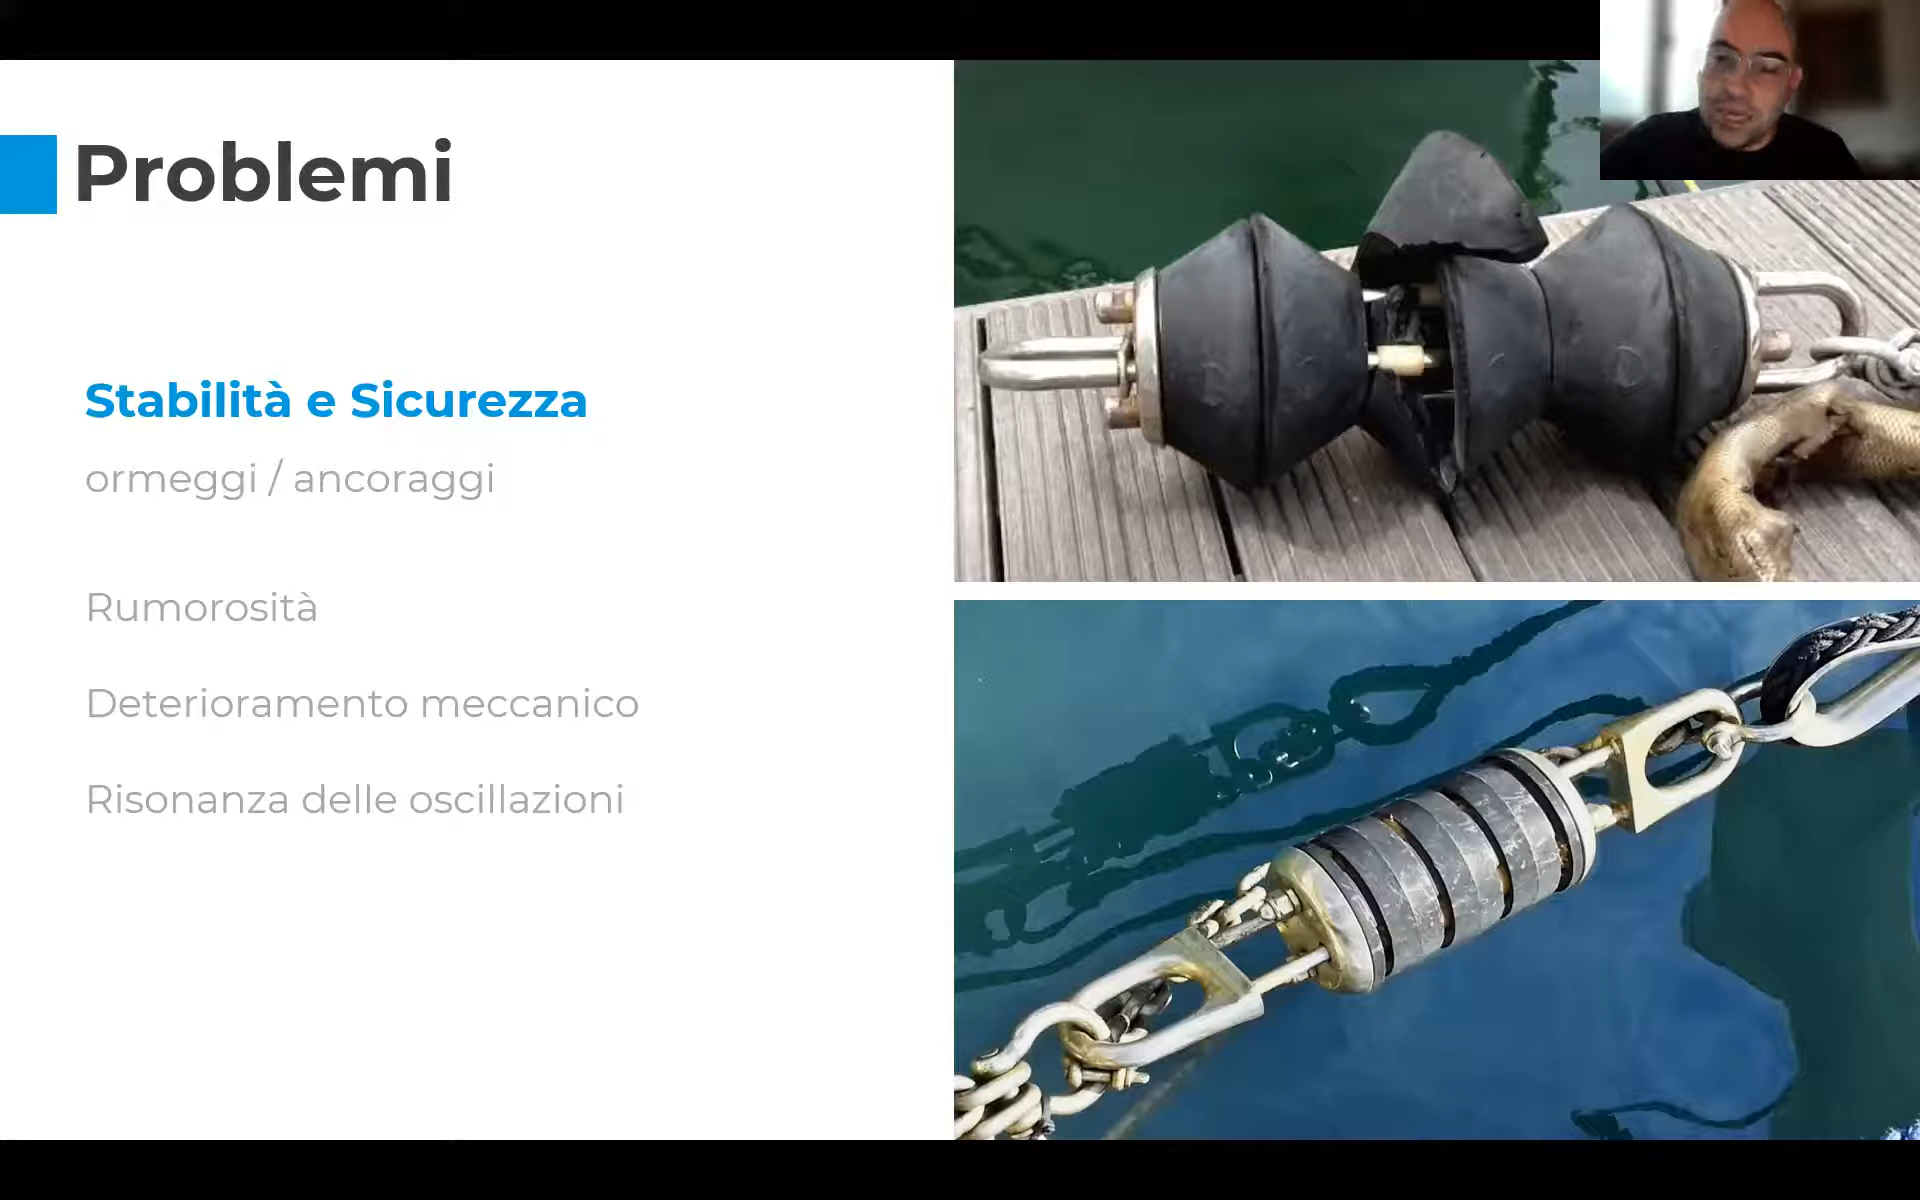 Problemi
Stabilità e Sicurezza
ormeggi / ancoraggi
Rumorosità
Deterioramento meccanico
Risonanza delle oscillazioni